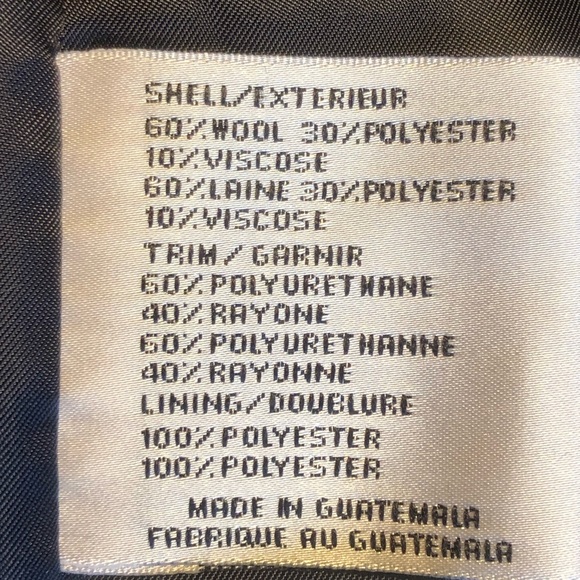 SHELL/EXTERIEUR
60% WOOL 30% POLYESTER
10% VISCOSE
60% LAINE 30% POLYESTER
10% VISCOSE
TRIM / GARNIR
60% POLYURETHANE
40% RAYONE
60% POLYURETHANNE
40% RAYONNE
LINING/DOUBLURE
100% POLYESTER
100% POLYESTER
MADE IN GUATEMALA
FABRIQUE AU GUATEMALA